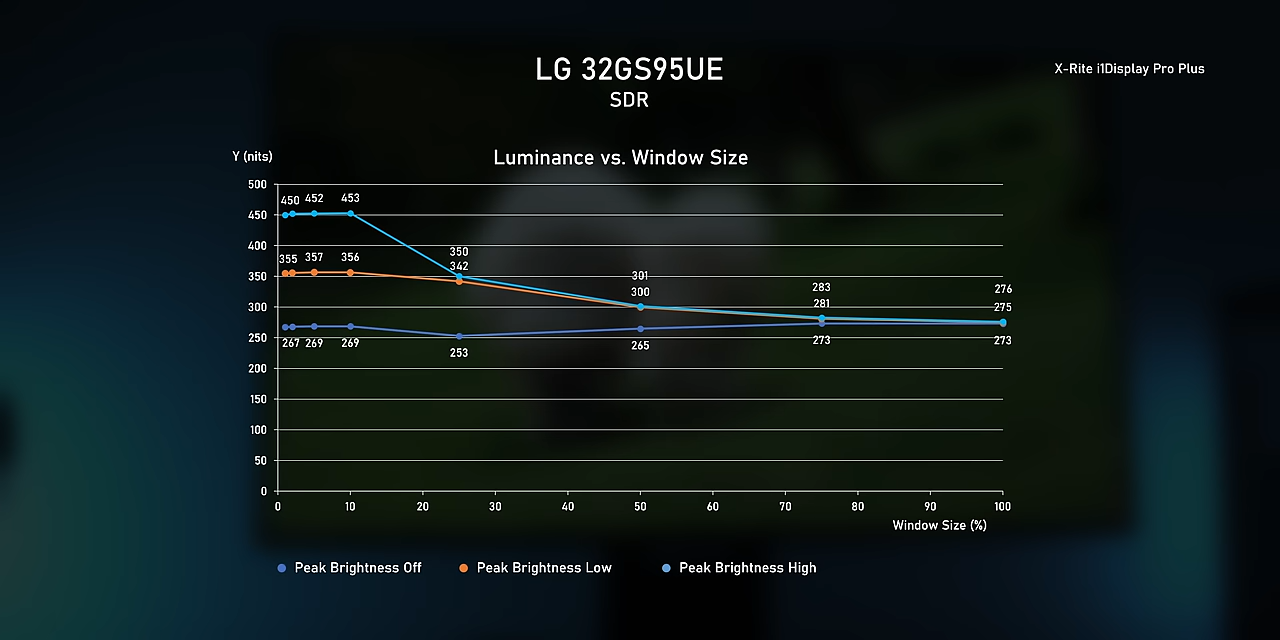 LG 32GS95UE
X-Rite i1Display Pro Plus
SDR
Y (nits)
Luminance vs. Window Size
500
450 452 453
450
400
355 357 356
350
342
350
301
300
283
281
276
275
300
267 269 269
253
265
273
273
250
200
150
100
50
0
0 10 20 30 40 50 60 70 80 90 100
Window Size (%)
Peak Brightness Off Peak Brightness Low Peak Brightness High